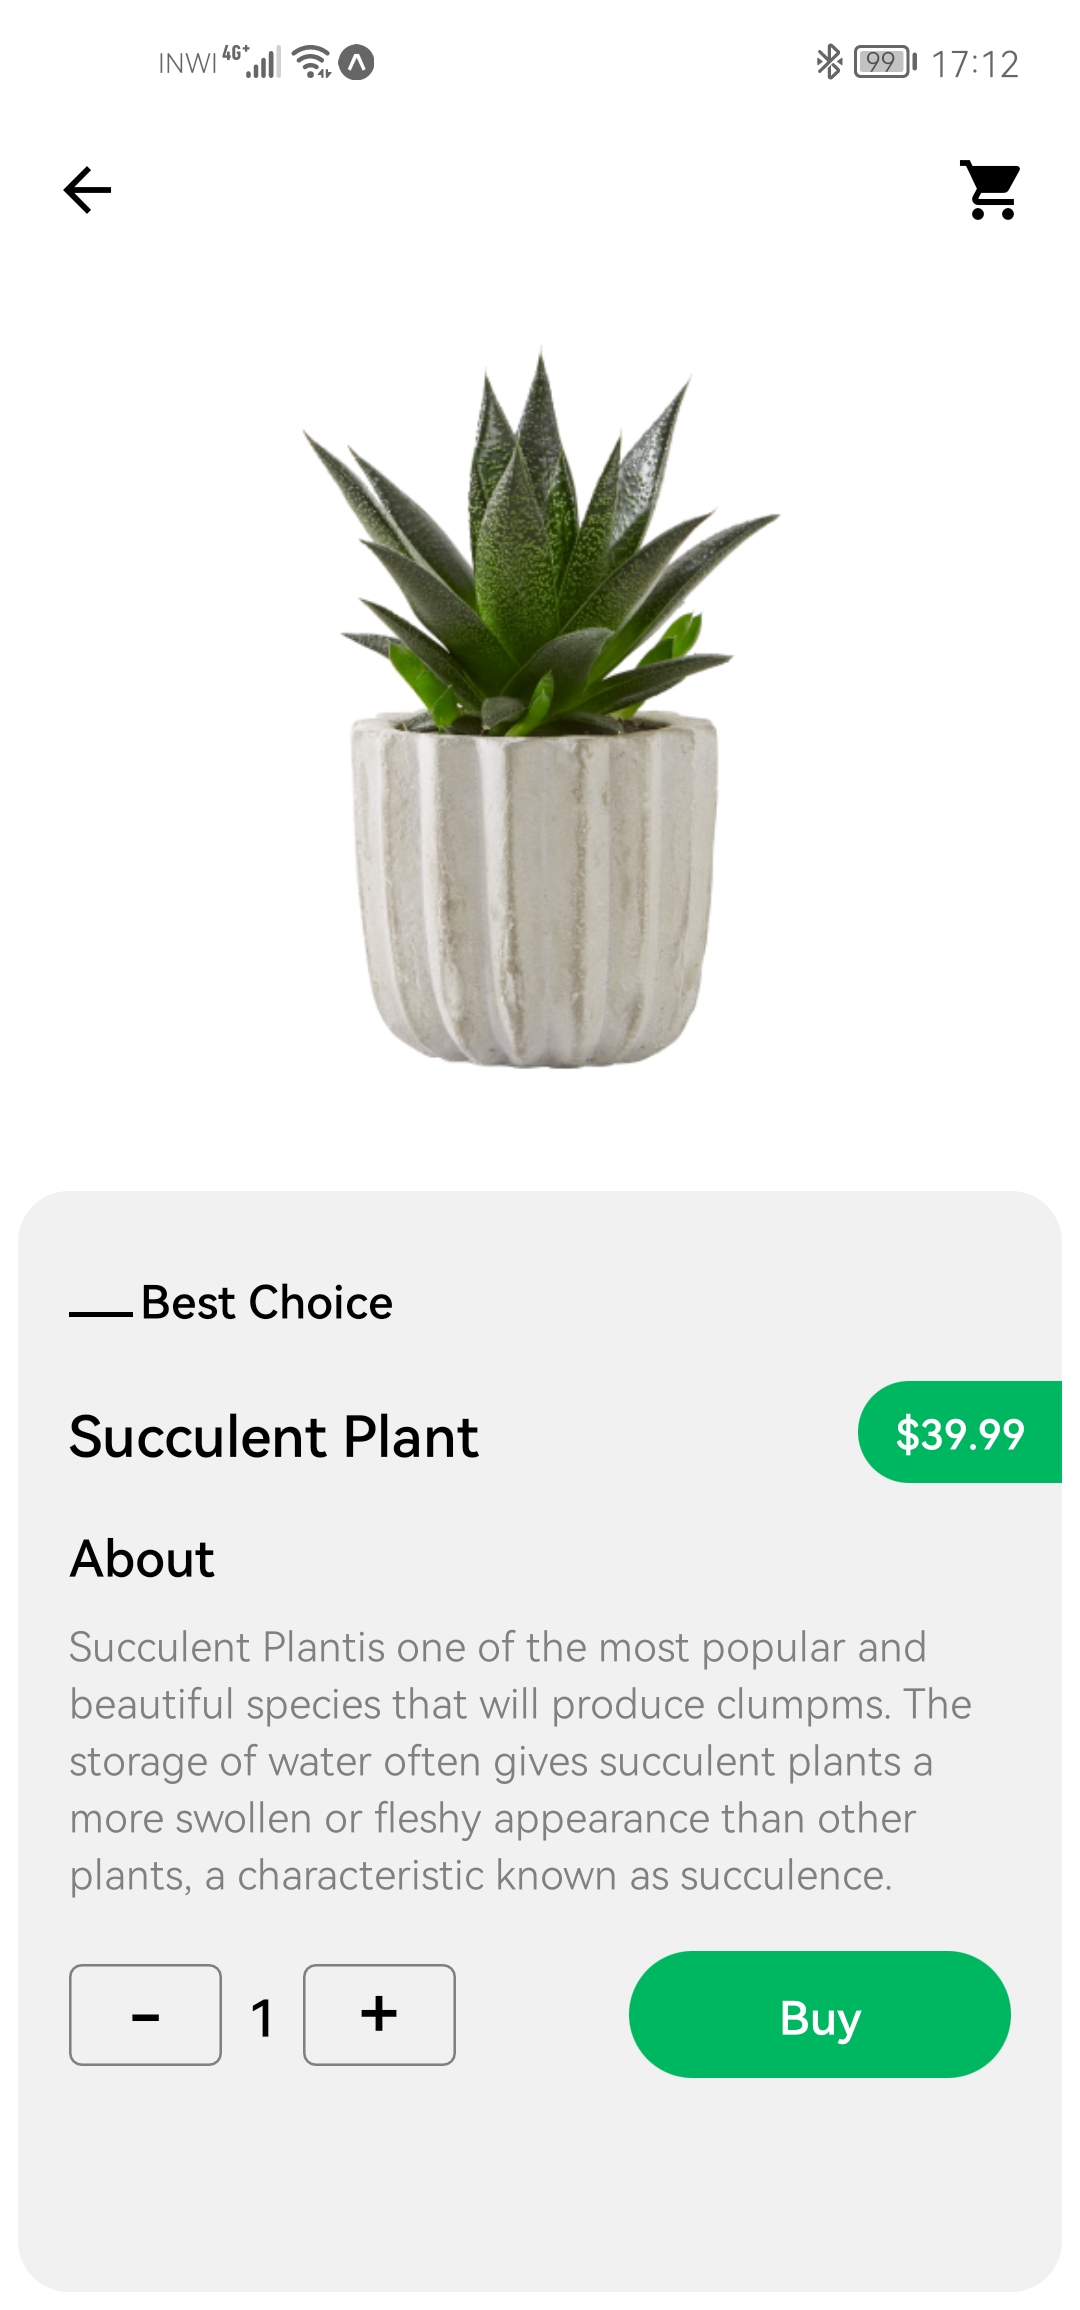 INWI 4G+ 99 17:12
Best Choice
Succulent Plant
$39.99
About
Succulent Plantis one of the most popular and
beautiful species that will produce clumpms. The
storage of water often gives succulent plants a
more swollen or fleshy appearance than other
plants, a characteristic known as succulence.
- 1 + Buy